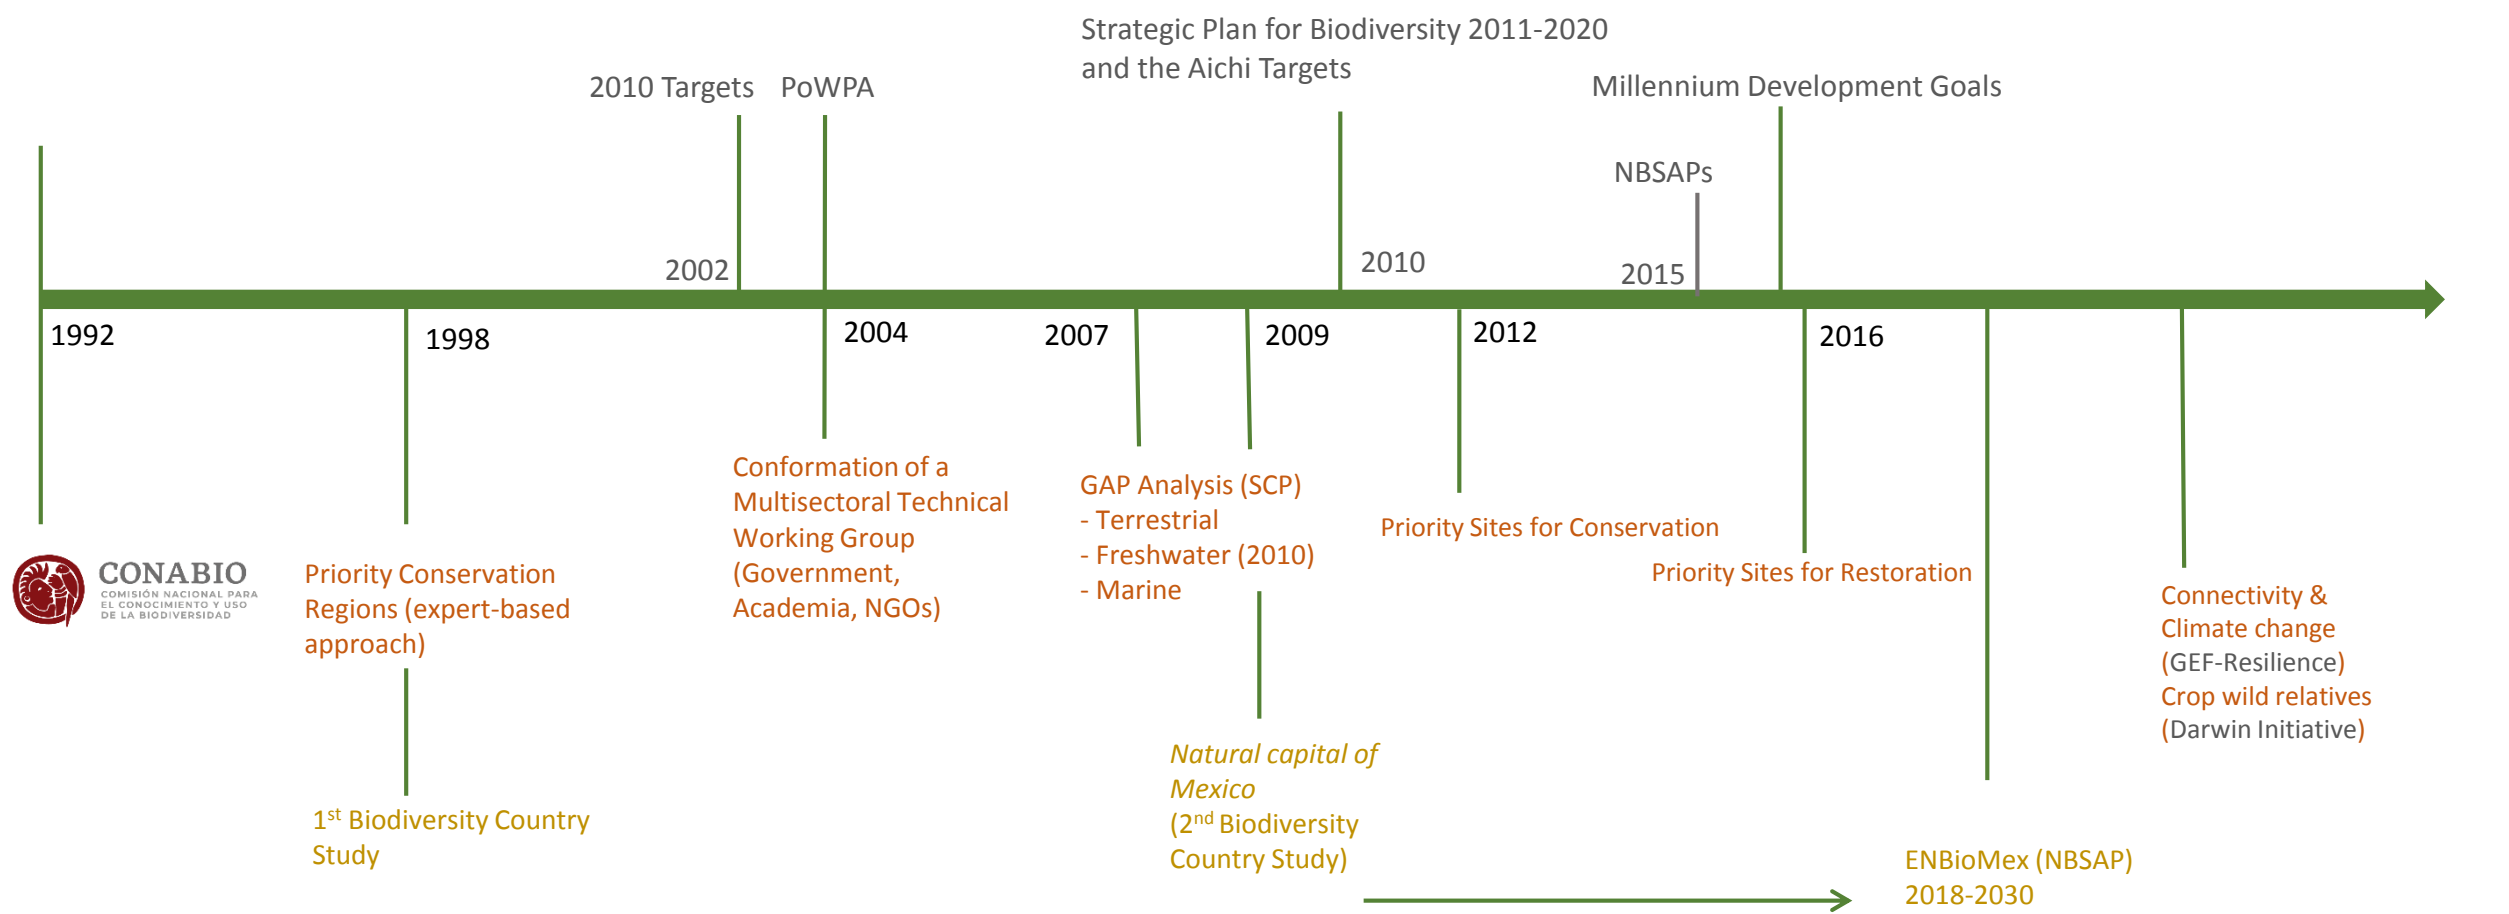 Strategic Plan for Biodiversity 2011-2020
and the Aichi Targets
2010 Targets
PoWPA
Millennium Development Goals
NBSAPs
2002
2010
2015
1992
1998
2004
2007
2009
2012
2016
CONABIO
COMISIÓN NACIONAL PARA
EL CONOCIMIENTO Y USO
DE LA BIODIVERSIDAD
Priority Conservation
Regions (expert-based
approach)
1st Biodiversity Country
Study
Conformation of a
Multisectoral Technical
Working Group
(Government,
Academia, NGOs)
GAP Analysis (SCP)
- Terrestrial
- Freshwater (2010)
- Marine
Natural capital of
Mexico
(2nd Biodiversity
Country Study)
Priority Sites for Conservation
Priority Sites for Restoration
ENBioMex (NBSAP)
2018-2030
Connectivity &
Climate change
(GEF-Resilience)
Crop wild relatives
(Darwin Initiative)